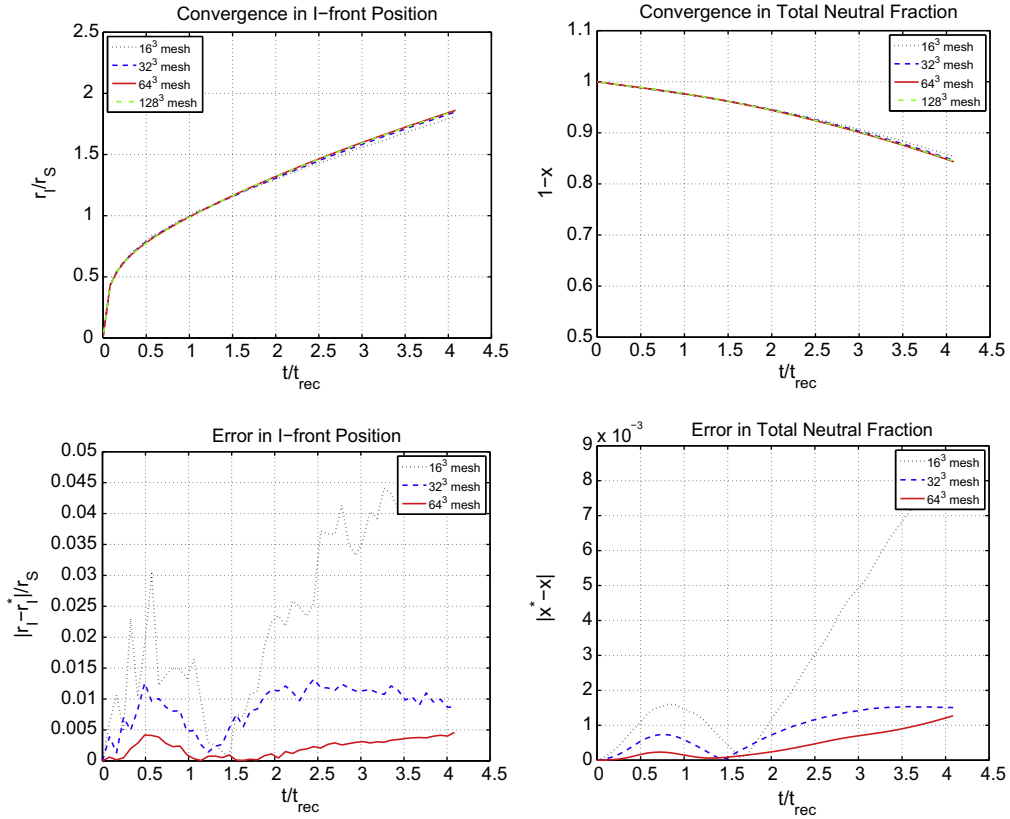 Convergence in I−front Position
2.5
2
1.5
1
0.5
0
0 0.5 1 1.5 2 2.5 3 3.5 4 4.5
r_I/r_S
t/t_rec
16³ mesh
32³ mesh
64³ mesh
128³ mesh
Convergence in Total Neutral Fraction
1.1
1
0.9
0.8
0.7
0.6
0.5
0 0.5 1 1.5 2 2.5 3 3.5 4 4.5
1−x
t/t_rec
16³ mesh
32³ mesh
64³ mesh
128³ mesh
Error in I−front Position
0.05
0.045
0.04
0.035
0.03
0.025
0.02
0.015
0.01
0.005
0
0 0.5 1 1.5 2 2.5 3 3.5 4 4.5
|r_I−r_I^*|/r_S
t/t_rec
16³ mesh
32³ mesh
64³ mesh
Error in Total Neutral Fraction
x 10⁻³
9
8
7
6
5
4
3
2
1
0
0 0.5 1 1.5 2 2.5 3 3.5 4 4.5
|x^*−x|
t/t_rec
16³ mesh
32³ mesh
64³ mesh